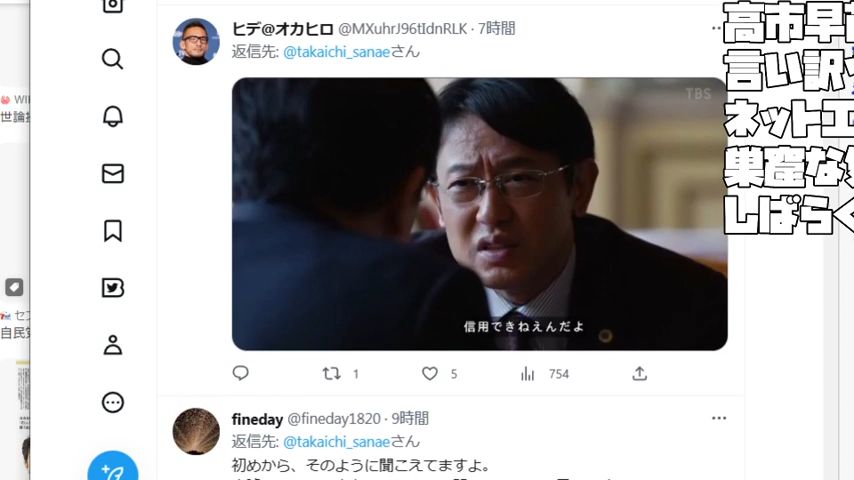 ヒデ@オカヒロ @MXuhrJ96tIdnRLK · 7時間
返信先: @takaichi_sanaeさん
TBS
信用できねえんだよ
1
5
754
fineday @fineday1820 · 9時間
返信先: @takaichi_sanaeさん
初めから、そのように聞こえてますよ。
高市早
言い訳
ネット工
巣窟な
しばらく
WI
世論
セ
自民